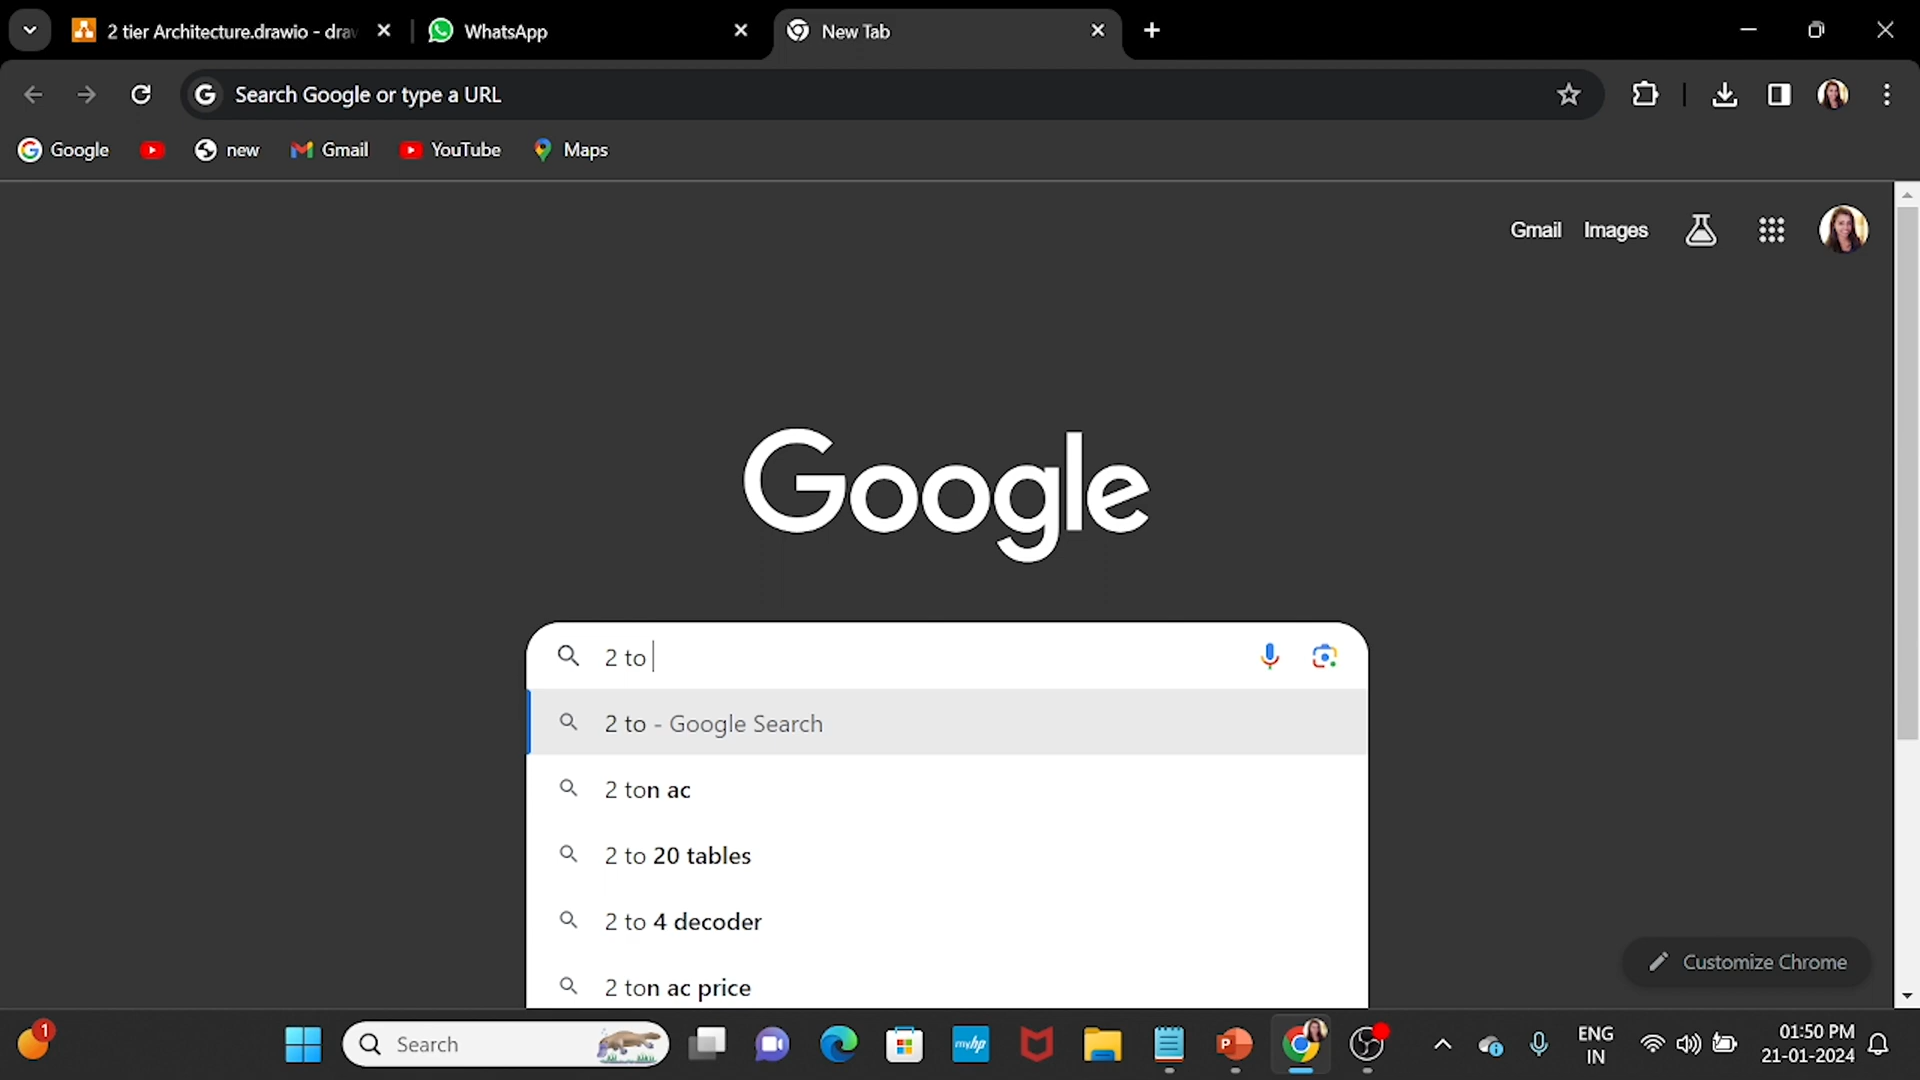 2 tier Architecture.drawio - drav
WhatsApp
New Tab
Search Google or type a URL
Google
new
Gmail
YouTube
Maps
Gmail
Images
Google
2 to
2 to - Google Search
2 ton ac
2 to 20 tables
2 to 4 decoder
2 ton ac price
Customize Chrome
1
Search
myhp
ENG
IN
01:50 PM
21-01-2024